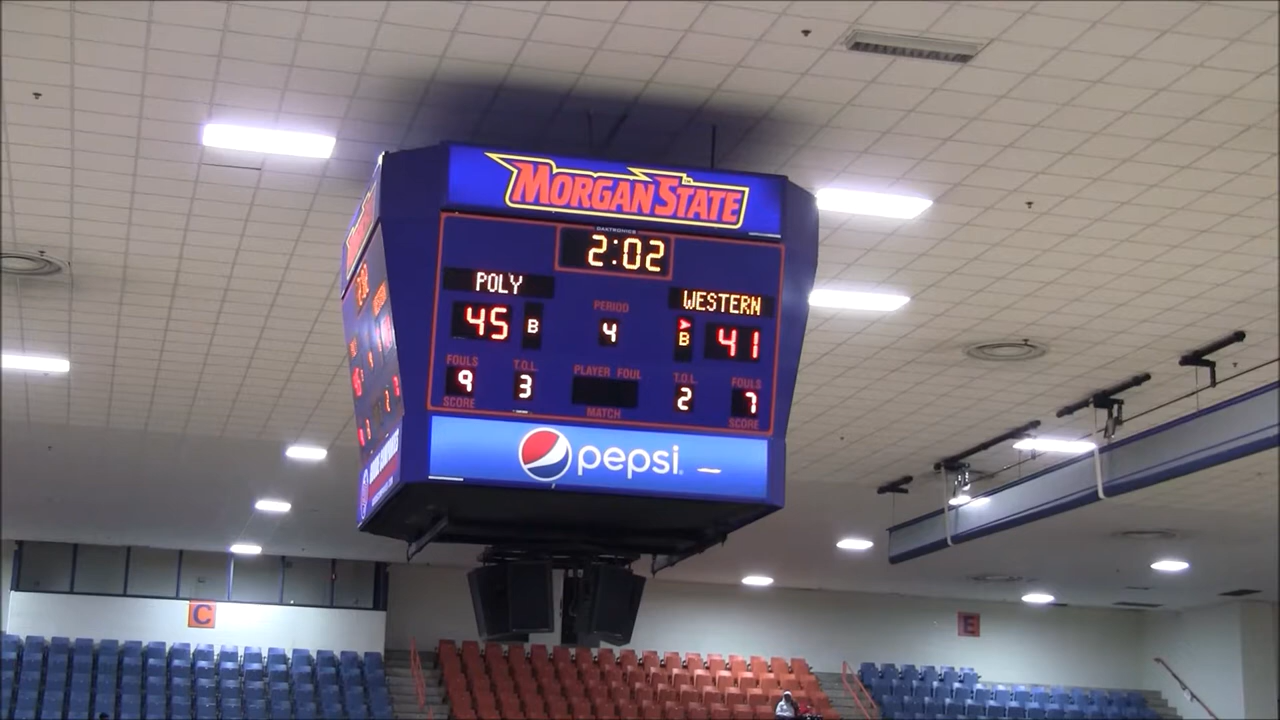 MORGAN STATE
DAKTRONICS
2:02
POLY
WESTERN
PERIOD
45 B 4 B 41
FOULS T.O.L. PLAYER FOUL T.O.L. FOULS
9 3 2 7
SCORE MATCH SCORE
pepsi
C
E